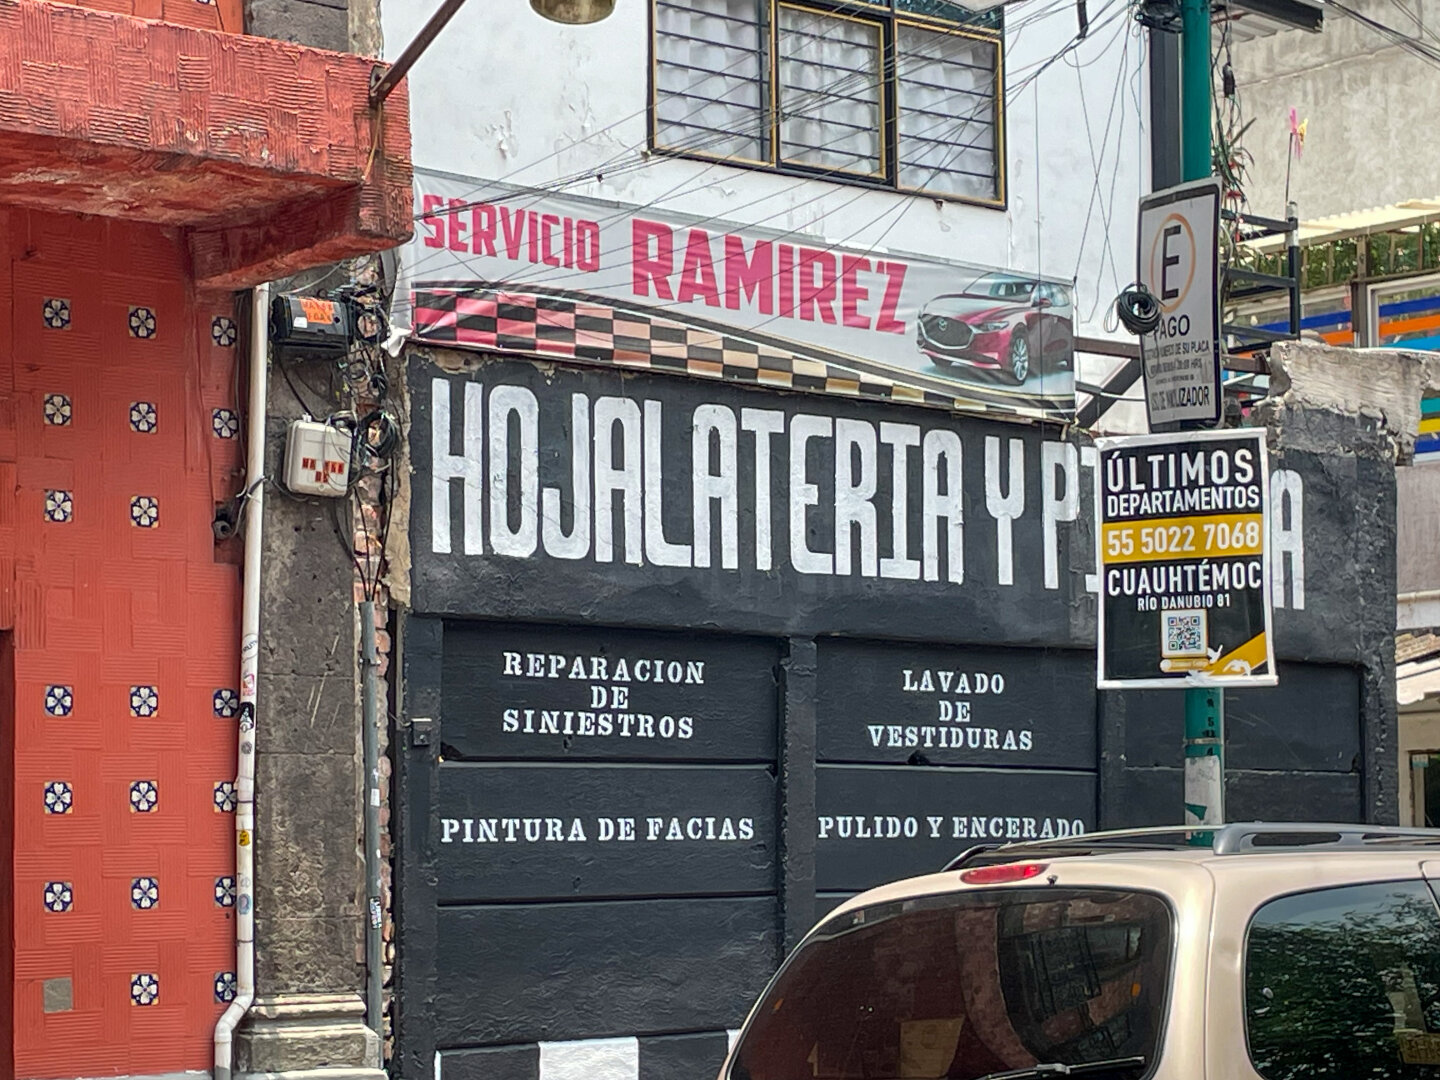 SERVICIO RAMIREZ
HOJALATERIA Y
REPARACION
DE
SINIESTROS
LAVADO
DE
VESTIDURAS
PINTURA DE FACIAS
PULIDO Y ENCERADO
E
PAGO
ÚLTIMOS
DEPARTAMENTOS
55 5022 7068
CUAUHTÉMOC
RÍO DANUBIO 81